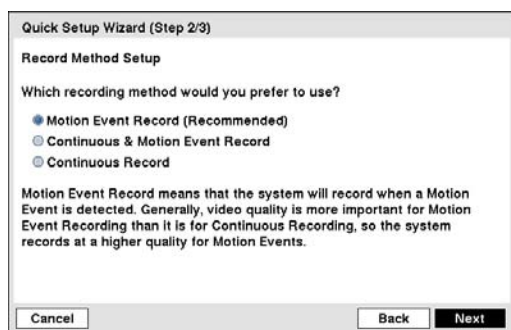 Quick Setup Wizard (Step 2/3)
Record Method Setup
Which recording method would you prefer to use?
Motion Event Record (Recommended)
Continuous & Motion Event Record
Continuous Record
Motion Event Record means that the system will record when a Motion
Event is detected. Generally, video quality is more important for Motion
Event Recording than it is for Continuous Recording, so the system
records at a higher quality for Motion Events.
Cancel Back Next